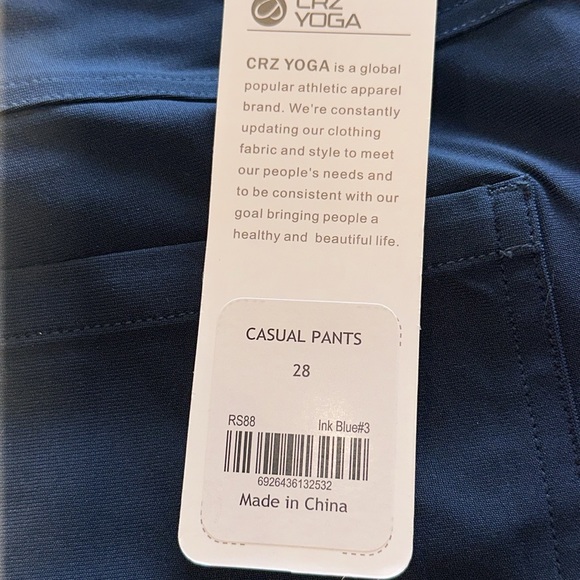 CRZ
YOGA
CRZ YOGA is a global
popular athletic apparel
brand. We're constantly
updating our clothing
fabric and style to meet
our people's needs and
to be consistent with our
goal bringing people a
healthy and beautiful life.
CASUAL PANTS
28
RS88 Ink Blue#3
6926436132532
Made in China